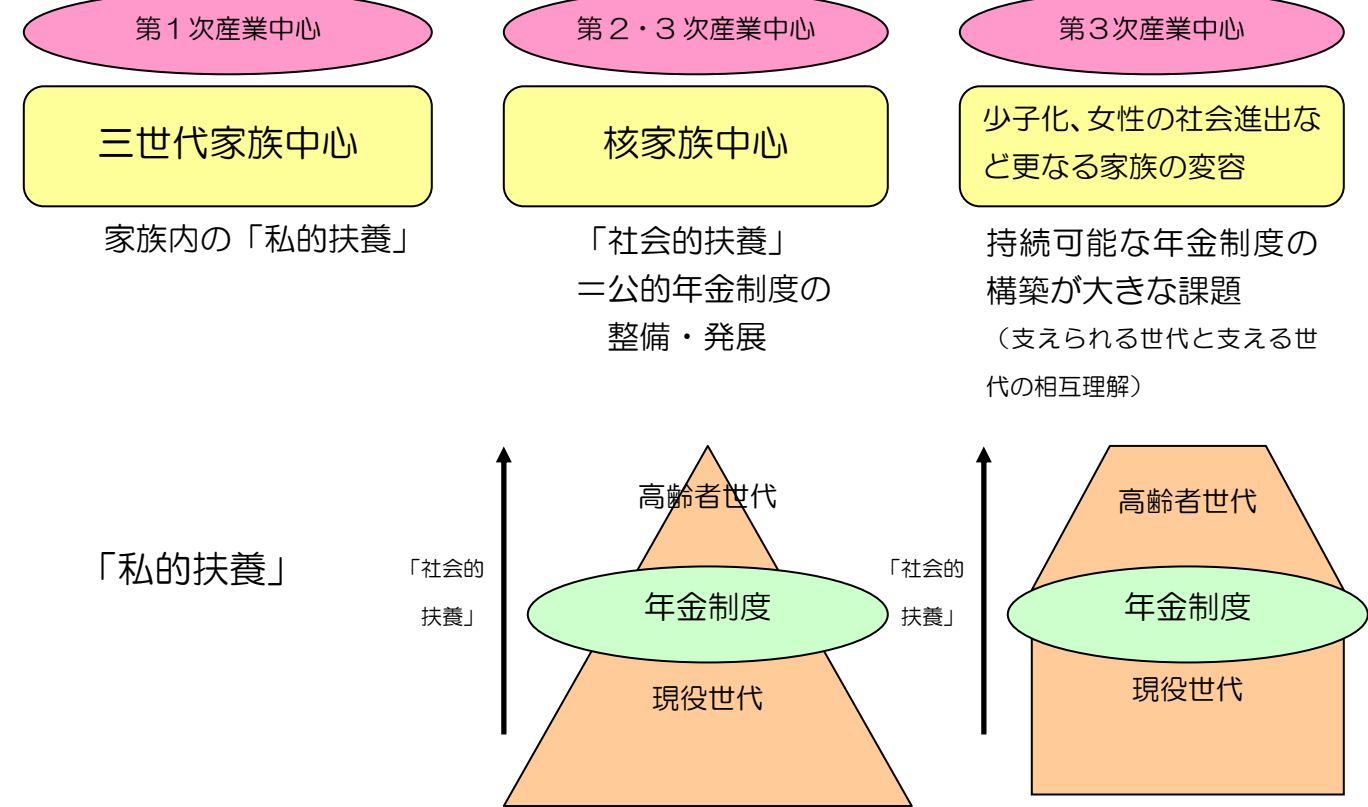 第１次産業中心
第２・３次産業中心
第３次産業中心
三世代家族中心
核家族中心
少子化、女性の社会進出な
ど更なる家族の変容
家族内の「私的扶養」
「社会的扶養」
＝公的年金制度の
整備・発展
持続可能な年金制度の
構築が大きな課題
（支えられる世代と支える世
代の相互理解）
「私的扶養」
「社会的
扶養」
高齢者世代
年金制度
現役世代
「社会的
扶養」
高齢者世代
年金制度
現役世代